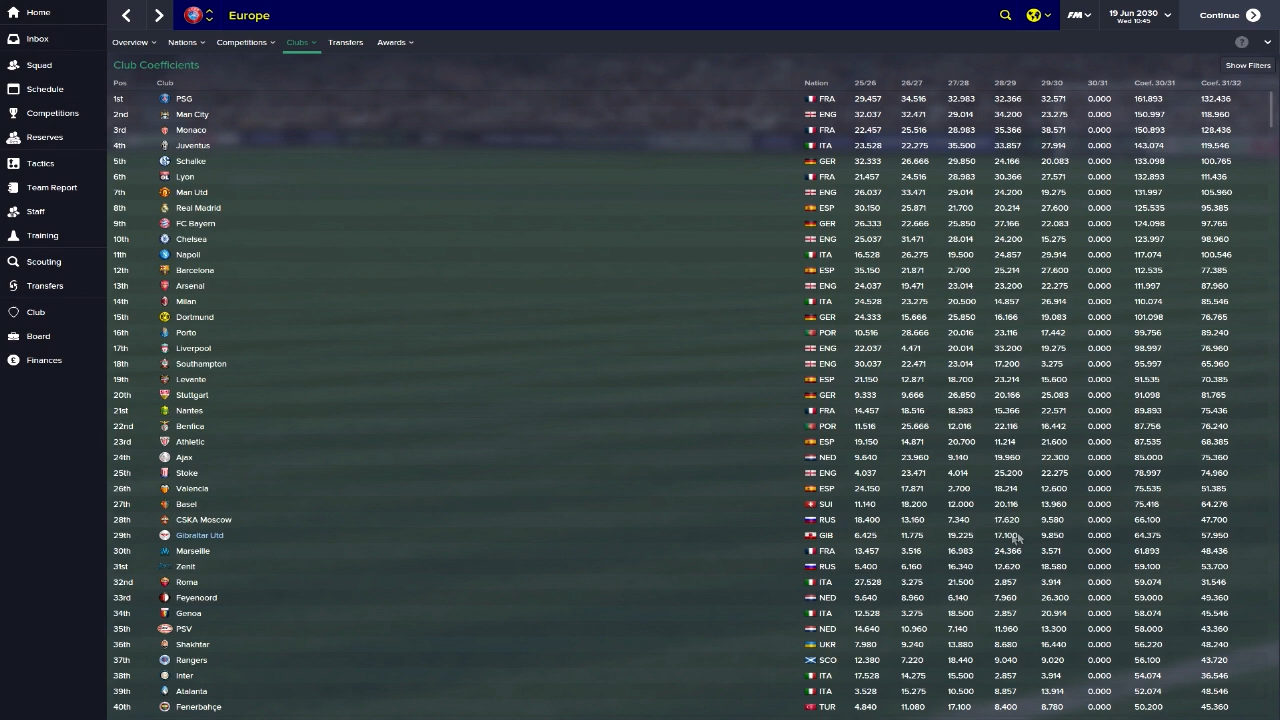 Home
Europe
FM
19 Jun 2030
Wed 10:45
Continue
Inbox
Squad
Schedule
Competitions
Reserves
Tactics
Team Report
Staff
Training
Scouting
Transfers
Club
Board
Finances
Overview Nations Competitions Clubs Transfers Awards ?
Club Coefficients Show Filters
Pos Club Nation 25/26 26/27 27/28 28/29 29/30 30/31 Coef. 30/31 Coef. 31/32
1st PSG FRA 29.457 34.516 32.983 32.366 32.571 0.000 161.893 132.436
2nd Man City ENG 32.037 32.471 29.014 34.200 23.275 0.000 150.997 118.960
3rd Monaco FRA 22.457 25.516 28.983 35.366 38.571 0.000 150.893 128.436
4th Juventus ITA 23.528 22.275 35.500 33.857 27.914 0.000 143.074 119.546
5th Schalke GER 32.333 26.666 29.850 24.166 20.083 0.000 133.098 100.765
6th Lyon FRA 21.457 24.516 28.983 30.366 27.571 0.000 132.893 111.436
7th Man Utd ENG 26.037 33.471 29.014 24.200 19.275 0.000 131.997 105.960
8th Real Madrid ESP 30.150 25.871 21.700 20.214 27.600 0.000 125.535 95.385
9th FC Bayern GER 26.333 22.666 25.850 27.166 22.083 0.000 124.098 97.765
10th Chelsea ENG 25.037 31.471 28.014 24.200 15.275 0.000 123.997 98.960
11th Napoli ITA 16.528 26.275 19.500 24.857 29.914 0.000 117.074 100.546
12th Barcelona ESP 35.150 21.871 2.700 25.214 27.600 0.000 112.535 77.385
13th Arsenal ENG 24.037 19.471 23.014 23.200 22.275 0.000 111.997 87.960
14th Milan ITA 24.528 23.275 20.500 14.857 26.914 0.000 110.074 85.546
15th Dortmund GER 24.333 15.666 25.850 16.166 19.083 0.000 101.098 76.765
16th Porto POR 10.516 28.666 20.016 23.116 17.442 0.000 99.756 89.240
17th Liverpool ENG 22.037 4.471 20.014 33.200 19.275 0.000 98.997 76.960
18th Southampton ENG 30.037 22.471 23.014 17.200 3.275 0.000 95.997 65.960
19th Levante ESP 21.150 12.871 18.700 23.214 15.600 0.000 91.535 70.385
20th Stuttgart GER 9.333 9.666 26.850 20.166 25.083 0.000 91.098 81.765
21st Nantes FRA 14.457 18.516 18.983 15.366 22.571 0.000 89.893 75.436
22nd Benfica POR 11.516 25.666 12.016 22.116 16.442 0.000 87.756 76.240
23rd Athletic ESP 19.150 14.871 20.700 11.214 21.600 0.000 87.535 68.385
24th Ajax NED 9.640 23.960 9.140 19.960 22.300 0.000 85.000 75.360
25th Stoke ENG 4.037 23.471 4.014 25.200 22.275 0.000 78.997 74.960
26th Valencia ESP 24.150 17.871 2.700 18.214 12.600 0.000 75.535 51.385
27th Basel SUI 11.140 18.200 12.000 20.116 13.960 0.000 75.416 64.276
28th CSKA Moscow RUS 18.400 13.160 7.340 17.620 9.580 0.000 66.100 47.700
29th Gibraltar Utd GIB 6.425 11.775 19.225 17.100 9.850 0.000 64.375 57.950
30th Marseille FRA 13.457 3.516 16.983 24.366 3.571 0.000 61.893 48.436
31st Zenit RUS 5.400 6.160 16.340 12.620 18.580 0.000 59.100 53.700
32nd Roma ITA 27.528 3.275 21.500 2.857 3.914 0.000 59.074 31.546
33rd Feyenoord NED 9.640 8.960 6.140 7.960 26.300 0.000 59.000 49.360
34th Genoa ITA 12.528 3.275 18.500 2.857 20.914 0.000 58.074 45.546
35th PSV NED 14.640 10.960 7.140 11.960 13.300 0.000 58.000 43.360
36th Shakhtar UKR 7.980 9.240 13.880 8.680 16.440 0.000 56.220 48.240
37th Rangers SCO 12.380 7.220 18.440 9.040 9.020 0.000 56.100 43.720
38th Inter ITA 17.528 14.275 15.500 2.857 3.914 0.000 54.074 36.546
39th Atalanta ITA 3.528 15.275 10.500 8.857 13.914 0.000 52.074 48.546
40th Fenerbahçe TUR 4.840 11.080 17.100 8.400 8.780 0.000 50.200 45.360